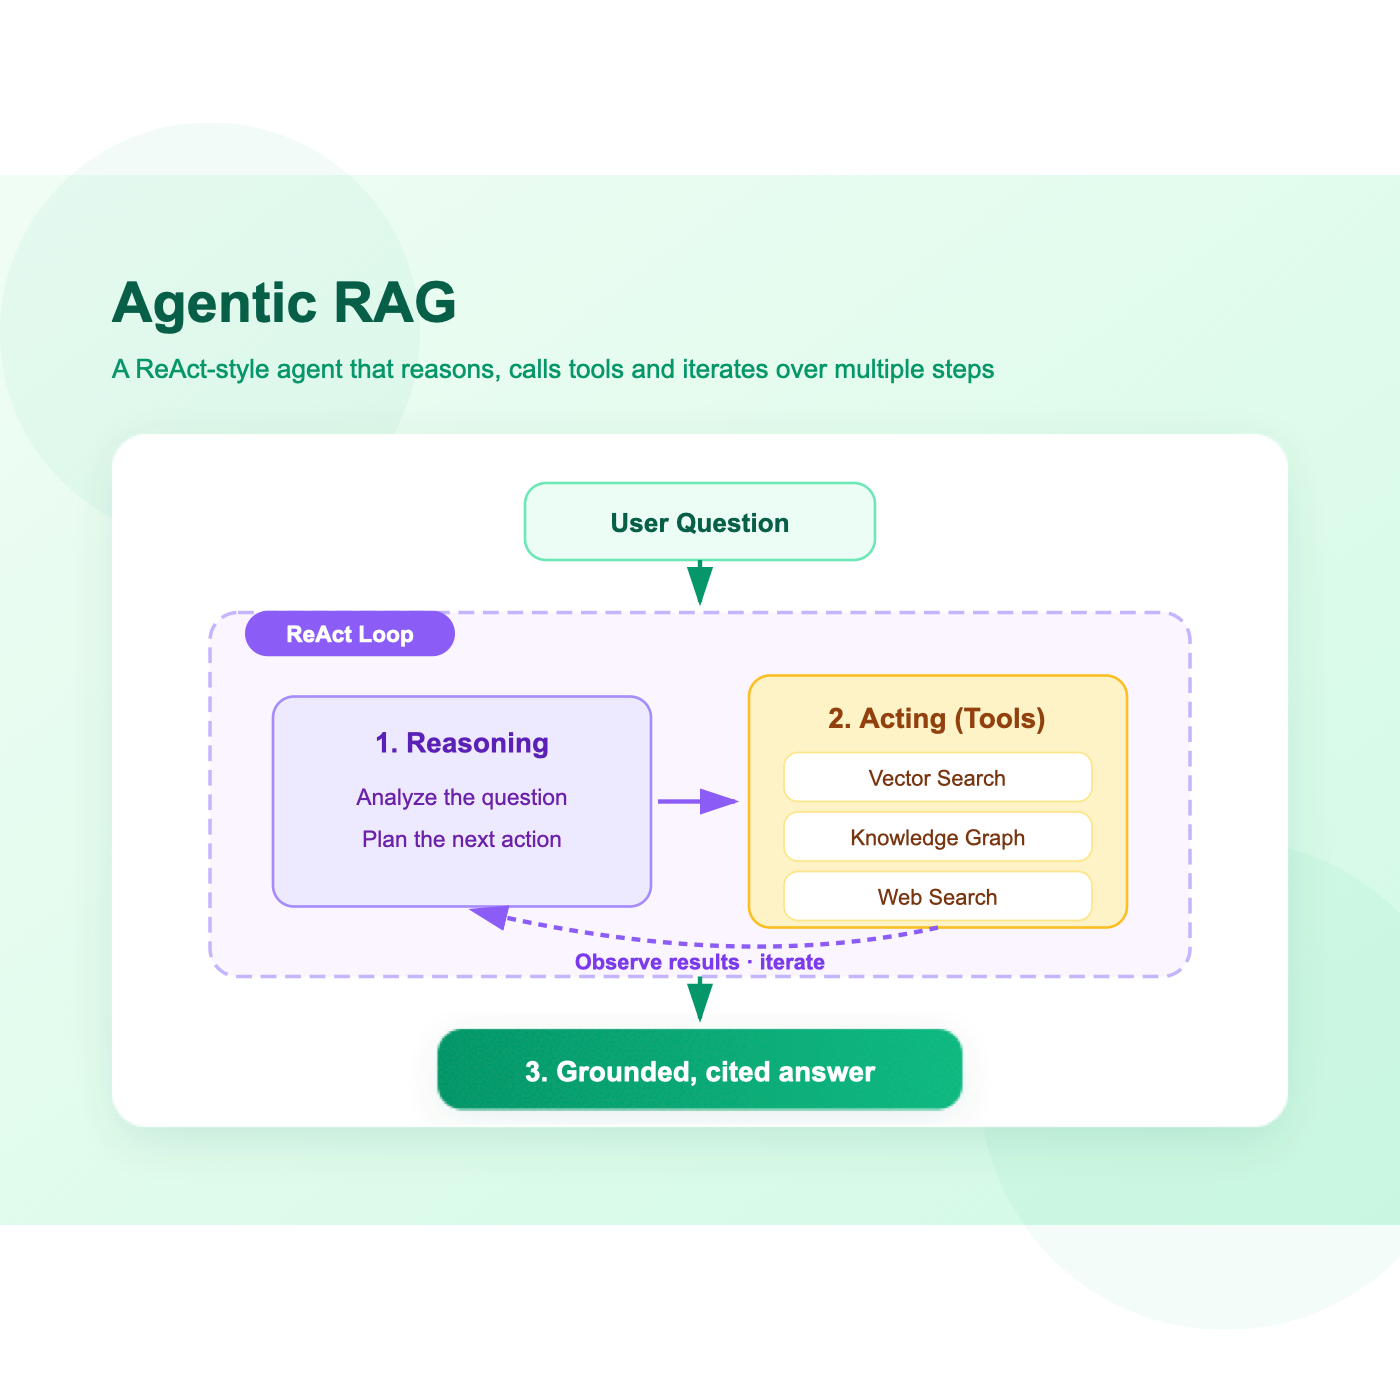 Agentic RAG
A ReAct-style agent that reasons, calls tools and iterates over multiple steps
User Question
ReAct Loop
1. Reasoning
Analyze the question
Plan the next action
2. Acting (Tools)
Vector Search
Knowledge Graph
Web Search
Observe results · iterate
3. Grounded, cited answer